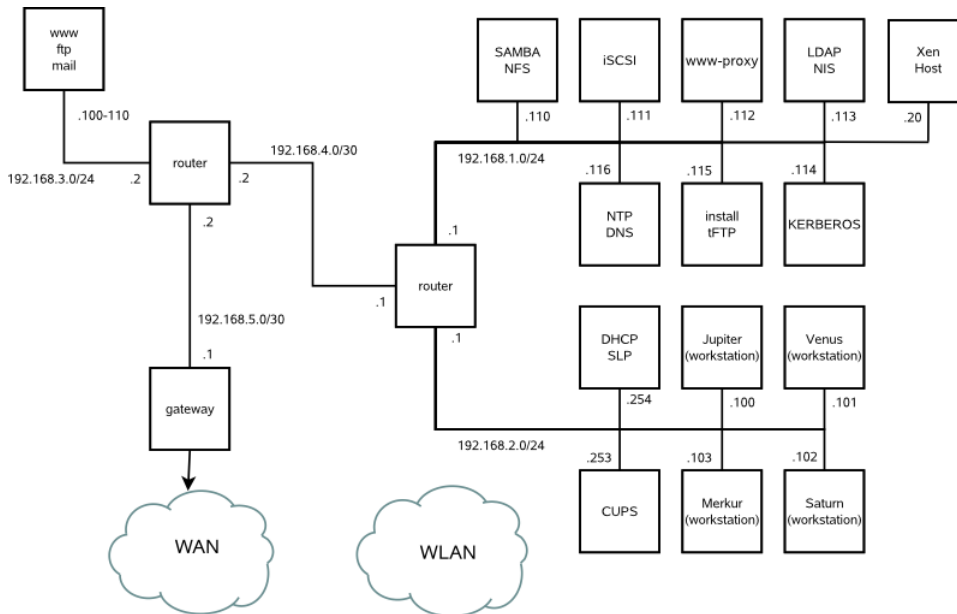 www
ftp
mail
SAMBA
NFS
iSCSI
www-proxy
LDAP
NIS
Xen
Host
.100-110
.110
.111
.112
.113
.20
192.168.4.0/30
192.168.1.0/24
router
192.168.3.0/24
.2
.2
.2
.116
.115
.114
NTP
DNS
install
tFTP
KERBEROS
.1
router
.1
.1
192.168.5.0/30
.1
DHCP
SLP
Jupiter
(workstation)
Venus
(workstation)
gateway
.254
.100
.101
192.168.2.0/24
.253
.103
.102
CUPS
Merkur
(workstation)
Saturn
(workstation)
WAN
WLAN